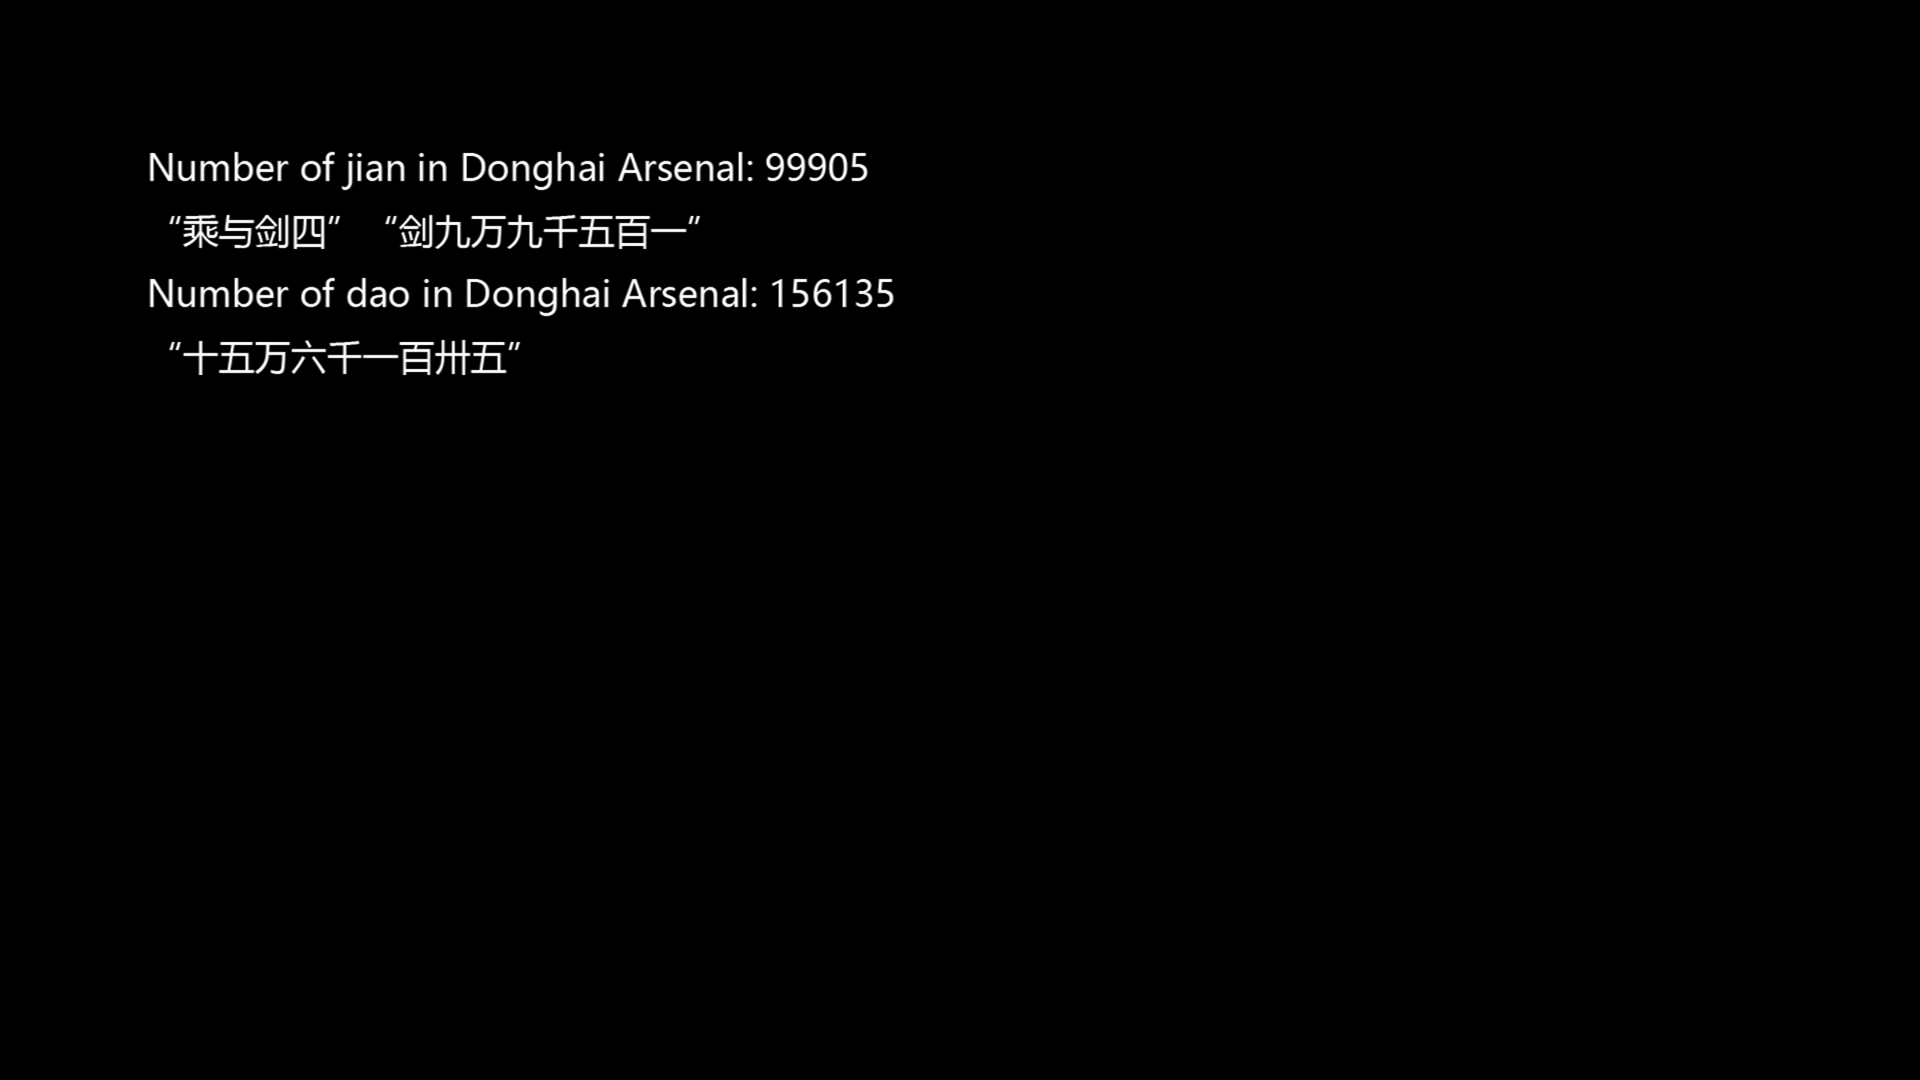 Number of jian in Donghai Arsenal: 99905
“乘与剑四” “剑九万九千五百一”
Number of dao in Donghai Arsenal: 156135
“十五万六千一百卅五”